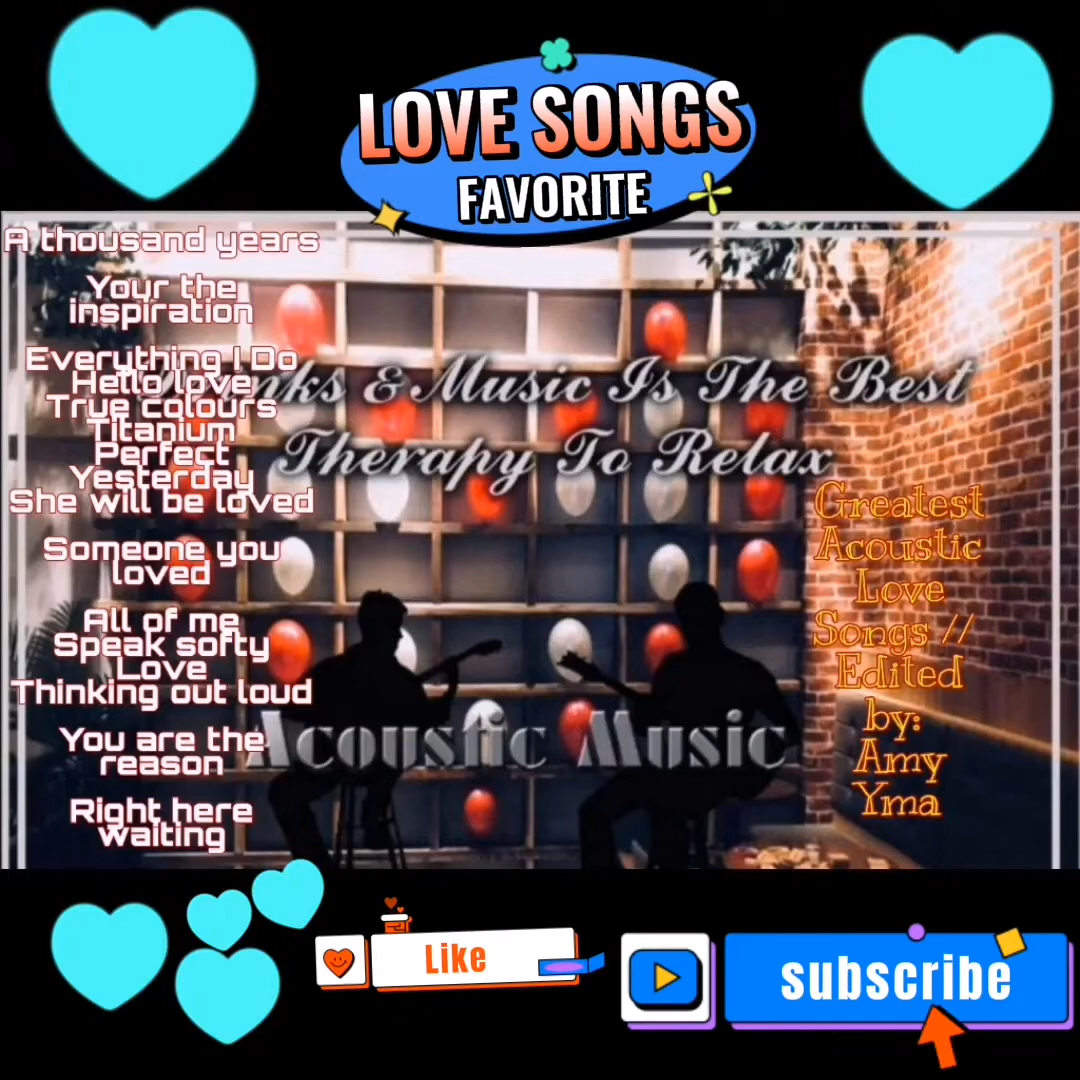 LOVE SONGS
FAVORITE
A thousand years
Your the
inspiration
Everything I Do
Hello love
True colours
Titanium
Perfect
Yesterday
She will be loved
Someone you
loved
All of me
Speak softy
Love
Thinking out loud
You are the
reason
Right here
waiting
& Music Is The Best
Therapy To Relax
Acoustic Music
Greatest
Acoustic
Love
Songs //
Edited
by:
Amy
Yma
Like
subscribe